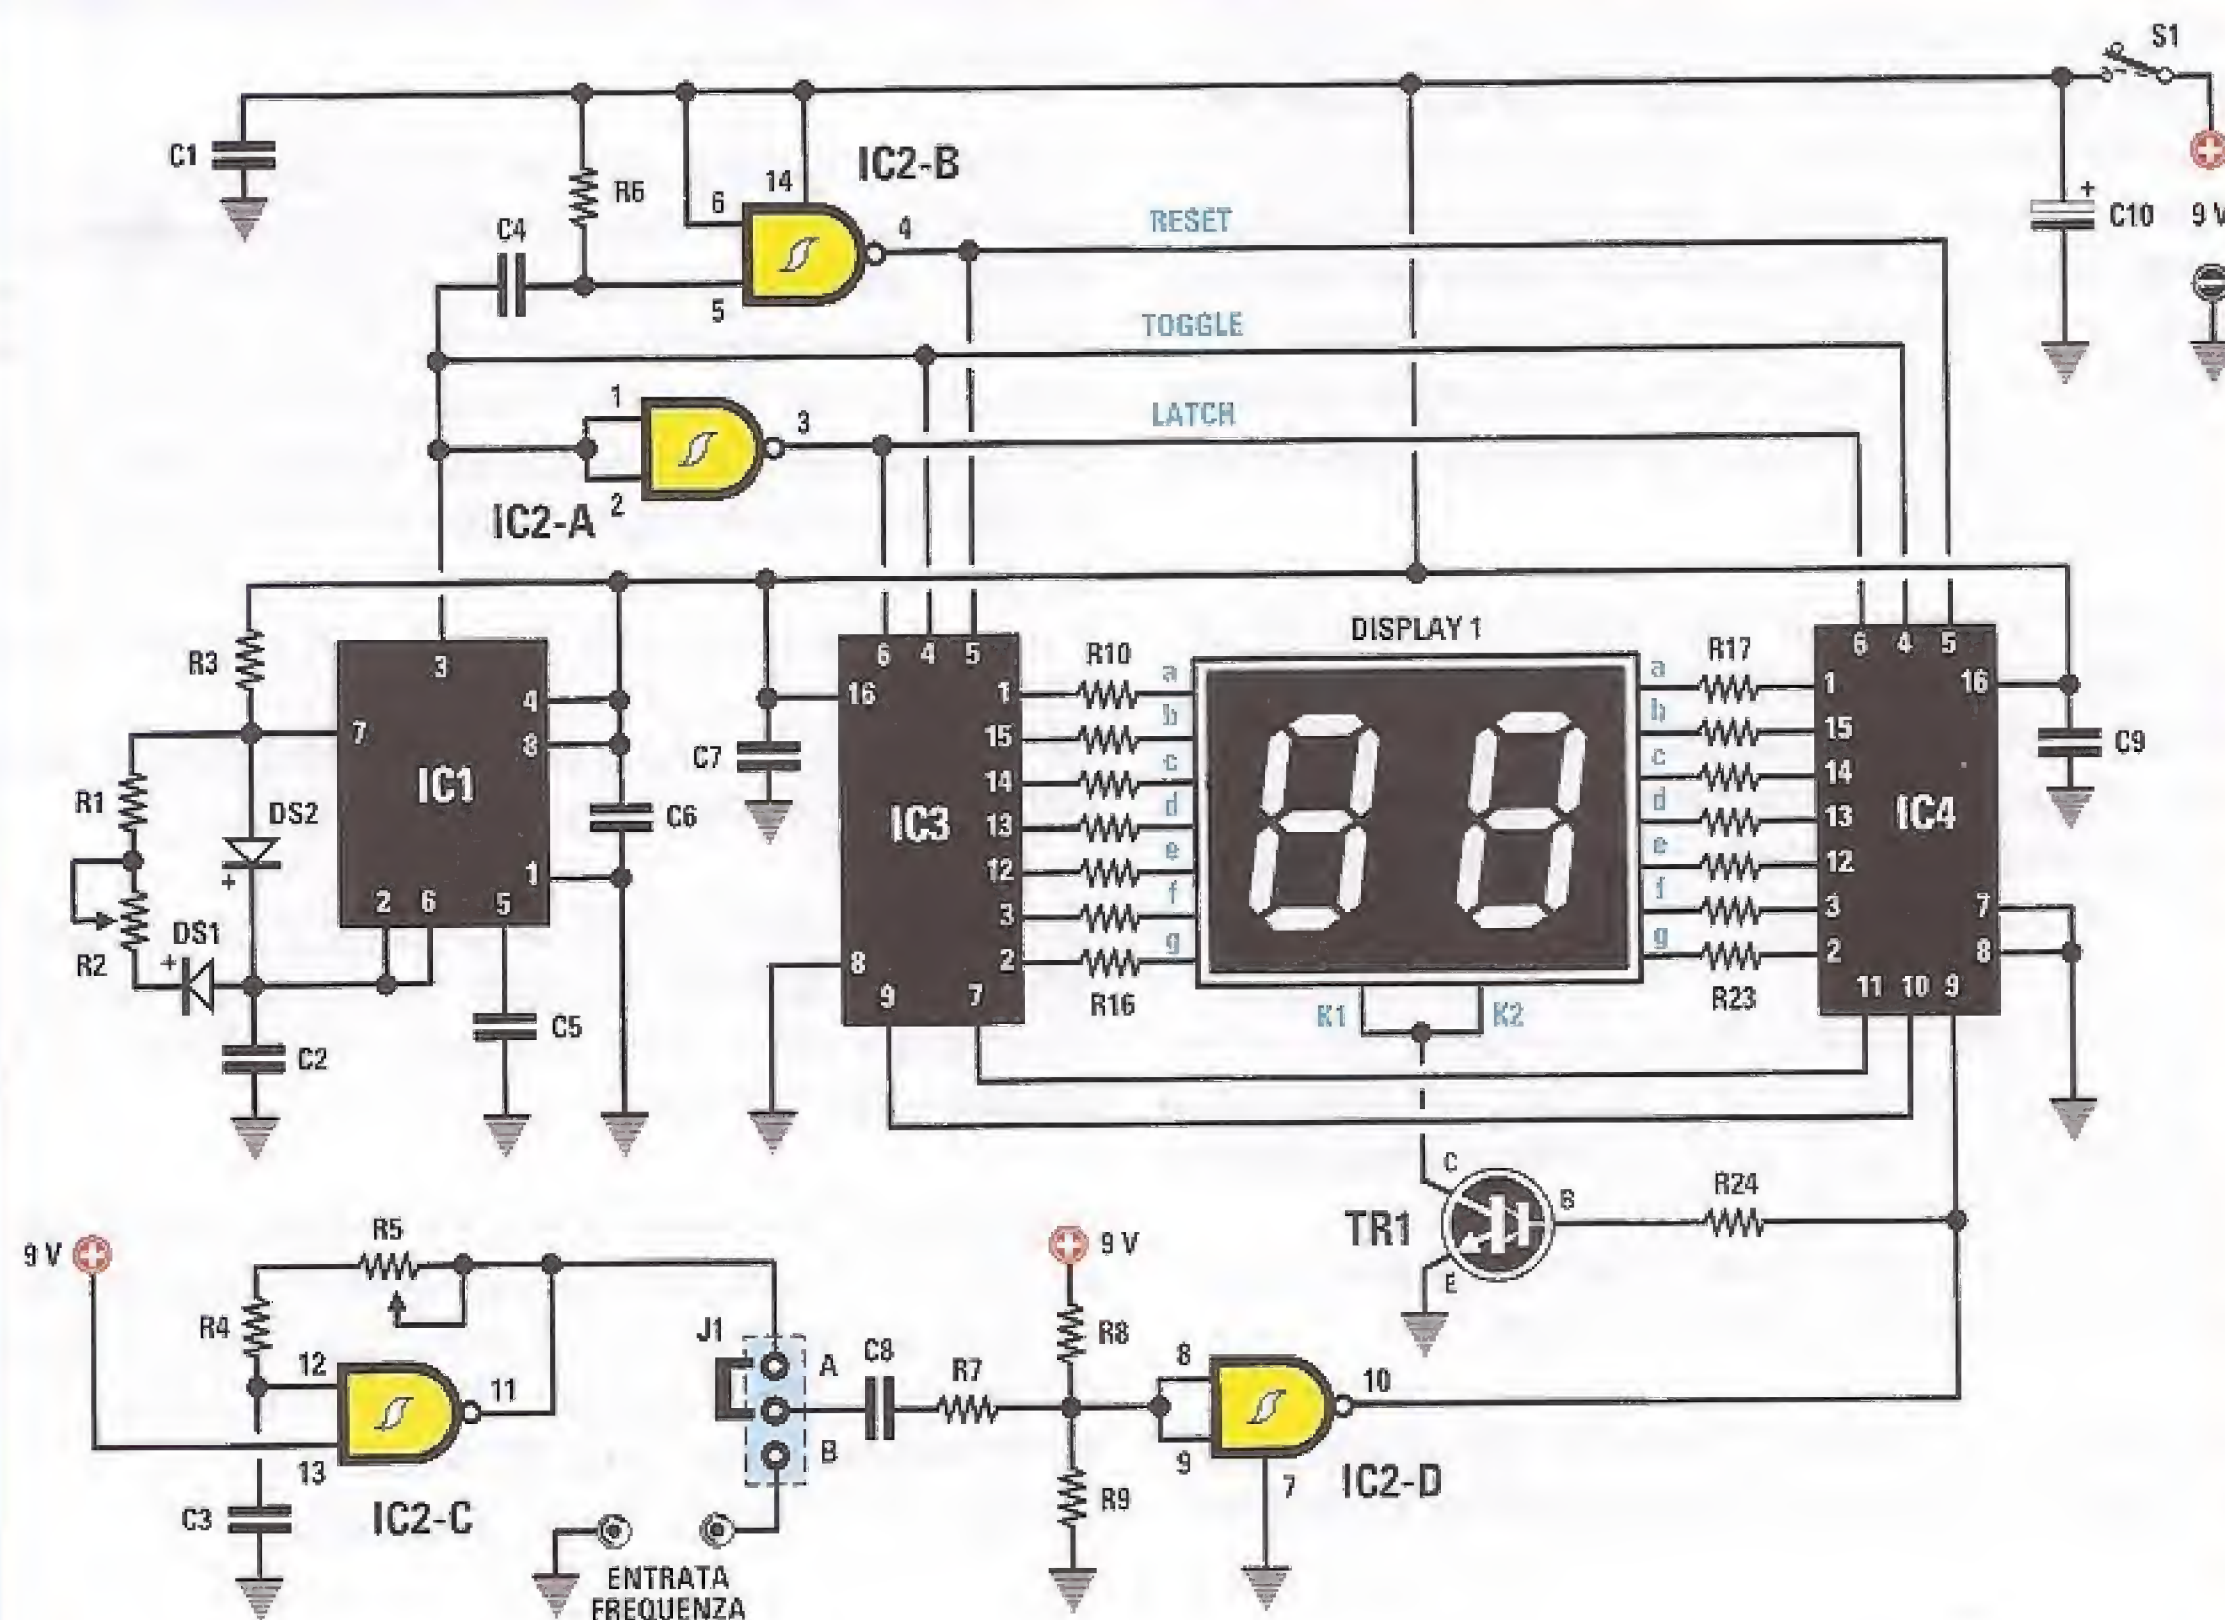 S1
C1
IC2-B
14
R6
6
4
RESET
+
C10
9 V
C4
5
TOGGLE
1
3
LATCH
2
IC2-A
DISPLAY 1
R3
3
6 4 5
R10
a
a
R17
6 4 5
7
4
16
1
b
b
1
16
8
15
15
C7
c
c
C9
R1
DS2
IC1
C6
14
d
d
14
IC3
13
13
IC4
+
1
12
e
e
12
2 6 5
3
f
f
3
7
R2
DS1
+
8
2
g
g
2
8
9
7
R16
K1
K2
R23
11 10 9
C2
C5
C
B
R24
TR1
E
9 V
R5
9 V
R4
J1
A
C8
R7
R8
12
11
8
10
B
13
9
7
IC2-D
C3
IC2-C
R9
ENTRATA
FREQUENZA